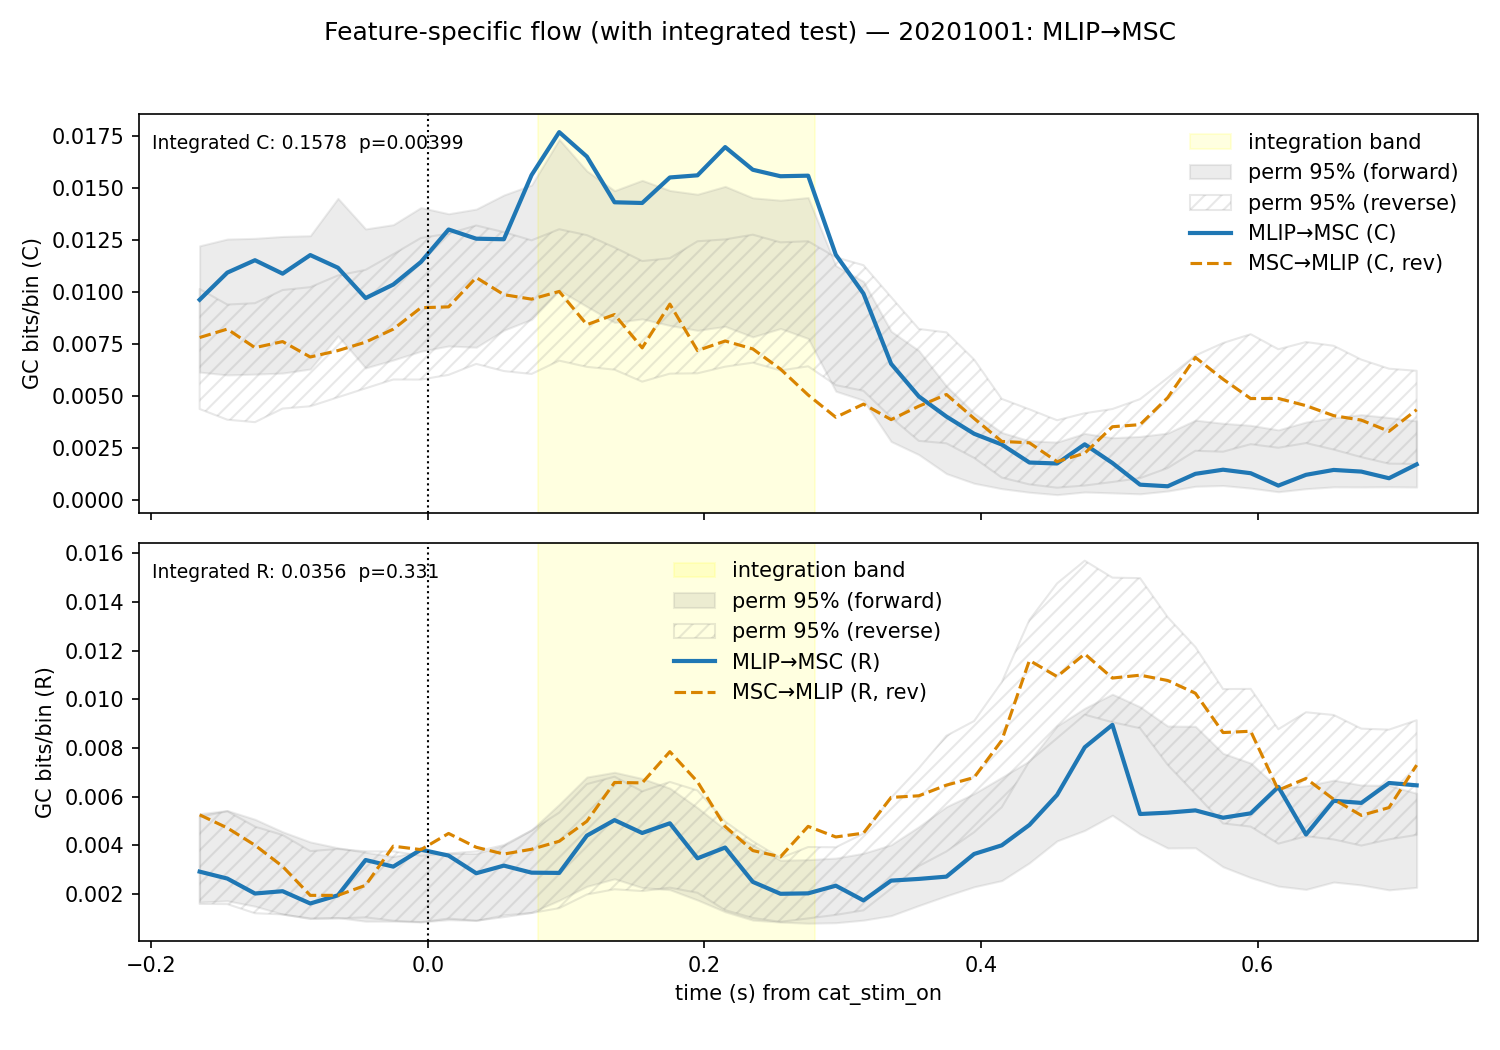 Feature-specific flow (with integrated test) — 20201001: MLIP→MSC
Integrated C: 0.1578  p=0.00399
integration band
perm 95% (forward)
perm 95% (reverse)
MLIP→MSC (C)
MSC→MLIP (C, rev)
GC bits/bin (C)
0.0175
0.0150
0.0125
0.0100
0.0075
0.0050
0.0025
0.0000
Integrated R: 0.0356  p=0.331
integration band
perm 95% (forward)
perm 95% (reverse)
MLIP→MSC (R)
MSC→MLIP (R, rev)
GC bits/bin (R)
0.016
0.014
0.012
0.010
0.008
0.006
0.004
0.002
−0.2 0.0 0.2 0.4 0.6
time (s) from cat_stim_on